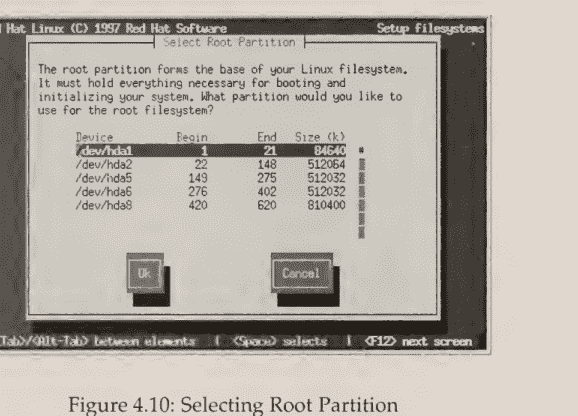 Hat Linux (C) 1997 Red Hat Software Setup filesystems
Select Root Partition
The root partition forms the base of your Linux filesystem.
It must hold everything necessary for booting and
initializing your system. What partition would you like to
use for the root filesystem?
Device Begin End Size (k)
/dev/hda1 1 21 84640
/dev/hda2 22 148 512064
/dev/hda5 149 275 512032
/dev/hda6 276 402 512032
/dev/hda8 420 620 810400
Ok Cancel
Tab>/<Alt-Tab> between elements | <Space> selects | <F12> next screen
Figure 4.10: Selecting Root Partition